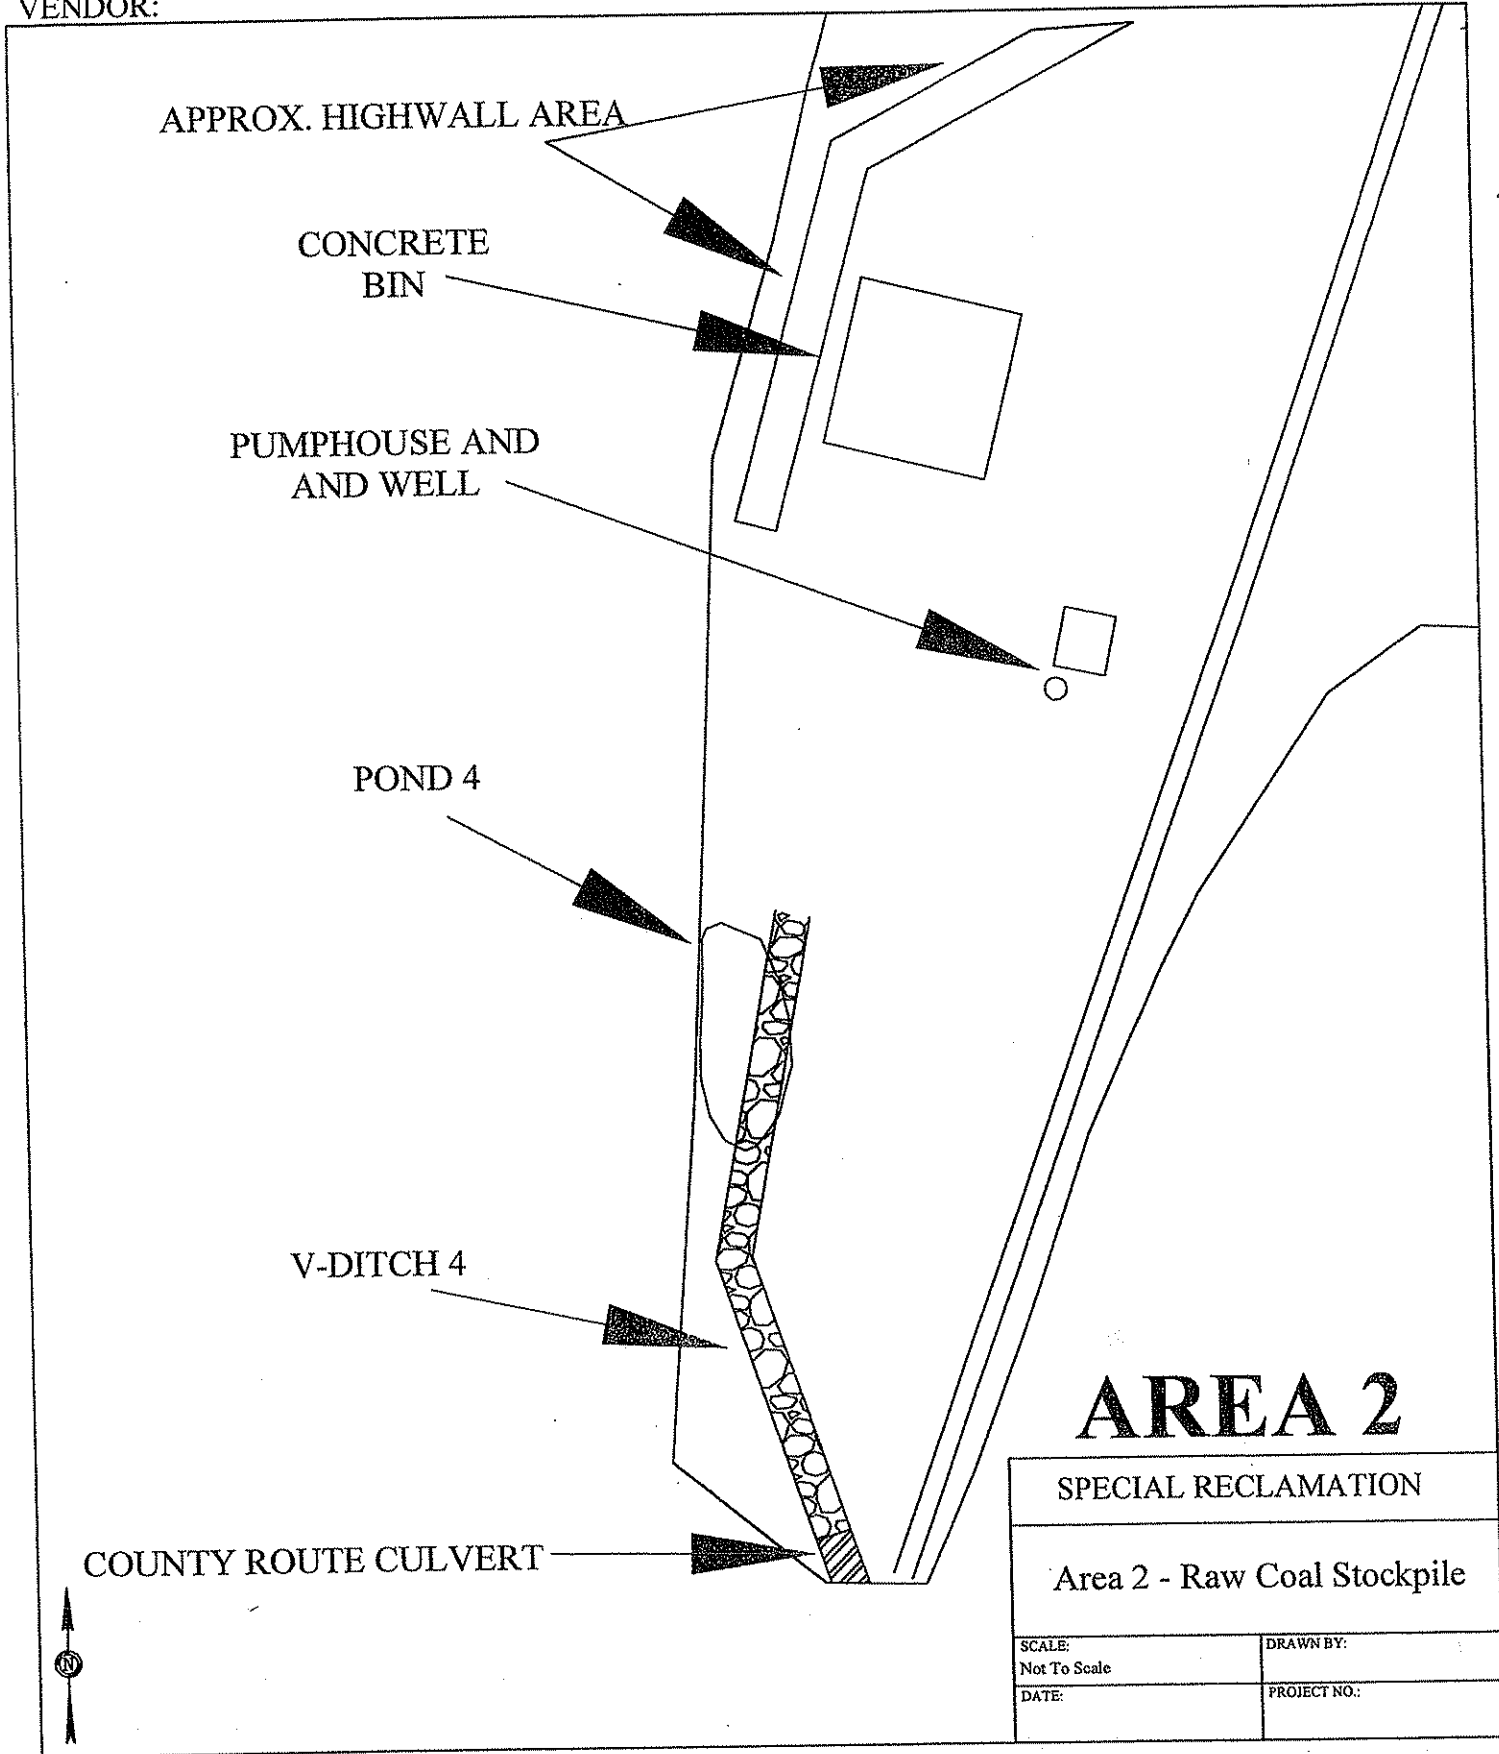 VENDOR:
APPROX. HIGHWALL AREA
CONCRETE
BIN
PUMPHOUSE AND
AND WELL
POND 4
V-DITCH 4
COUNTY ROUTE CULVERT
N
AREA 2
SPECIAL RECLAMATION
Area 2 - Raw Coal Stockpile
SCALE:
Not To Scale
DRAWN BY:
DATE:
PROJECT NO.: